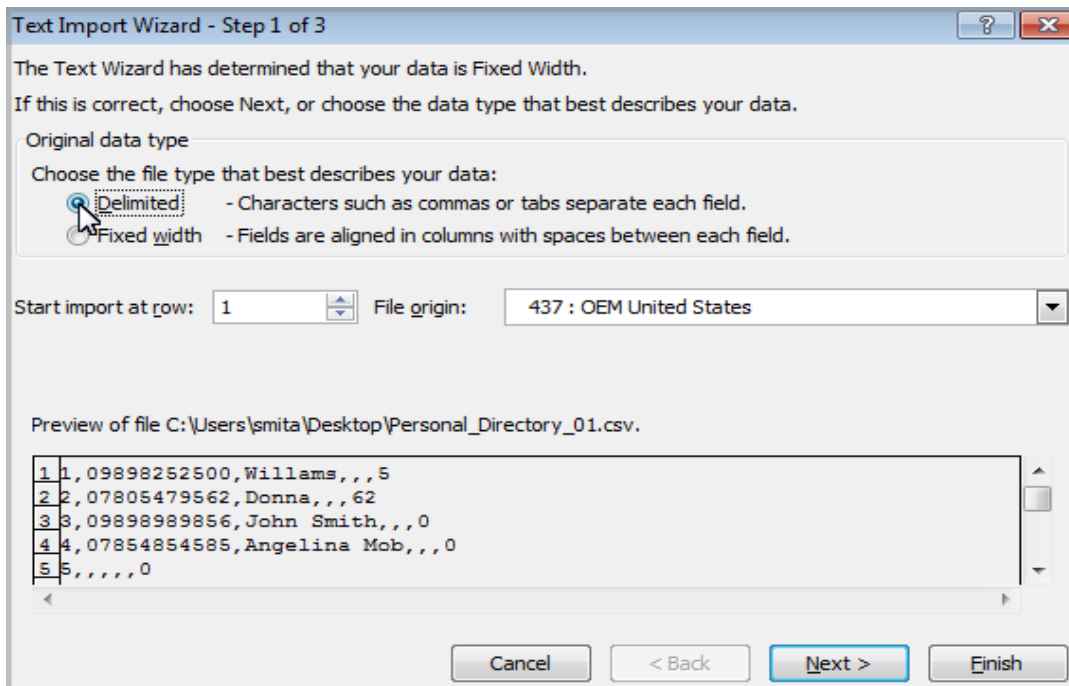 Text Import Wizard - Step 1 of 3
The Text Wizard has determined that your data is Fixed Width.
If this is correct, choose Next, or choose the data type that best describes your data.
Original data type
Choose the file type that best describes your data:
Delimited - Characters such as commas or tabs separate each field.
Fixed width - Fields are aligned in columns with spaces between each field.
Start import at row: 1 File origin: 437 : OEM United States
Preview of file C:\Users\smita\Desktop\Personal_Directory_01.csv.
1 1,09898252500,Willams,,,5
2 2,07805479562,Donna,,,62
3 3,09898989856,John Smith,,,0
4 4,07854854585,Angelina Mob,,,0
5 5,,,,,0
Cancel < Back Next > Finish